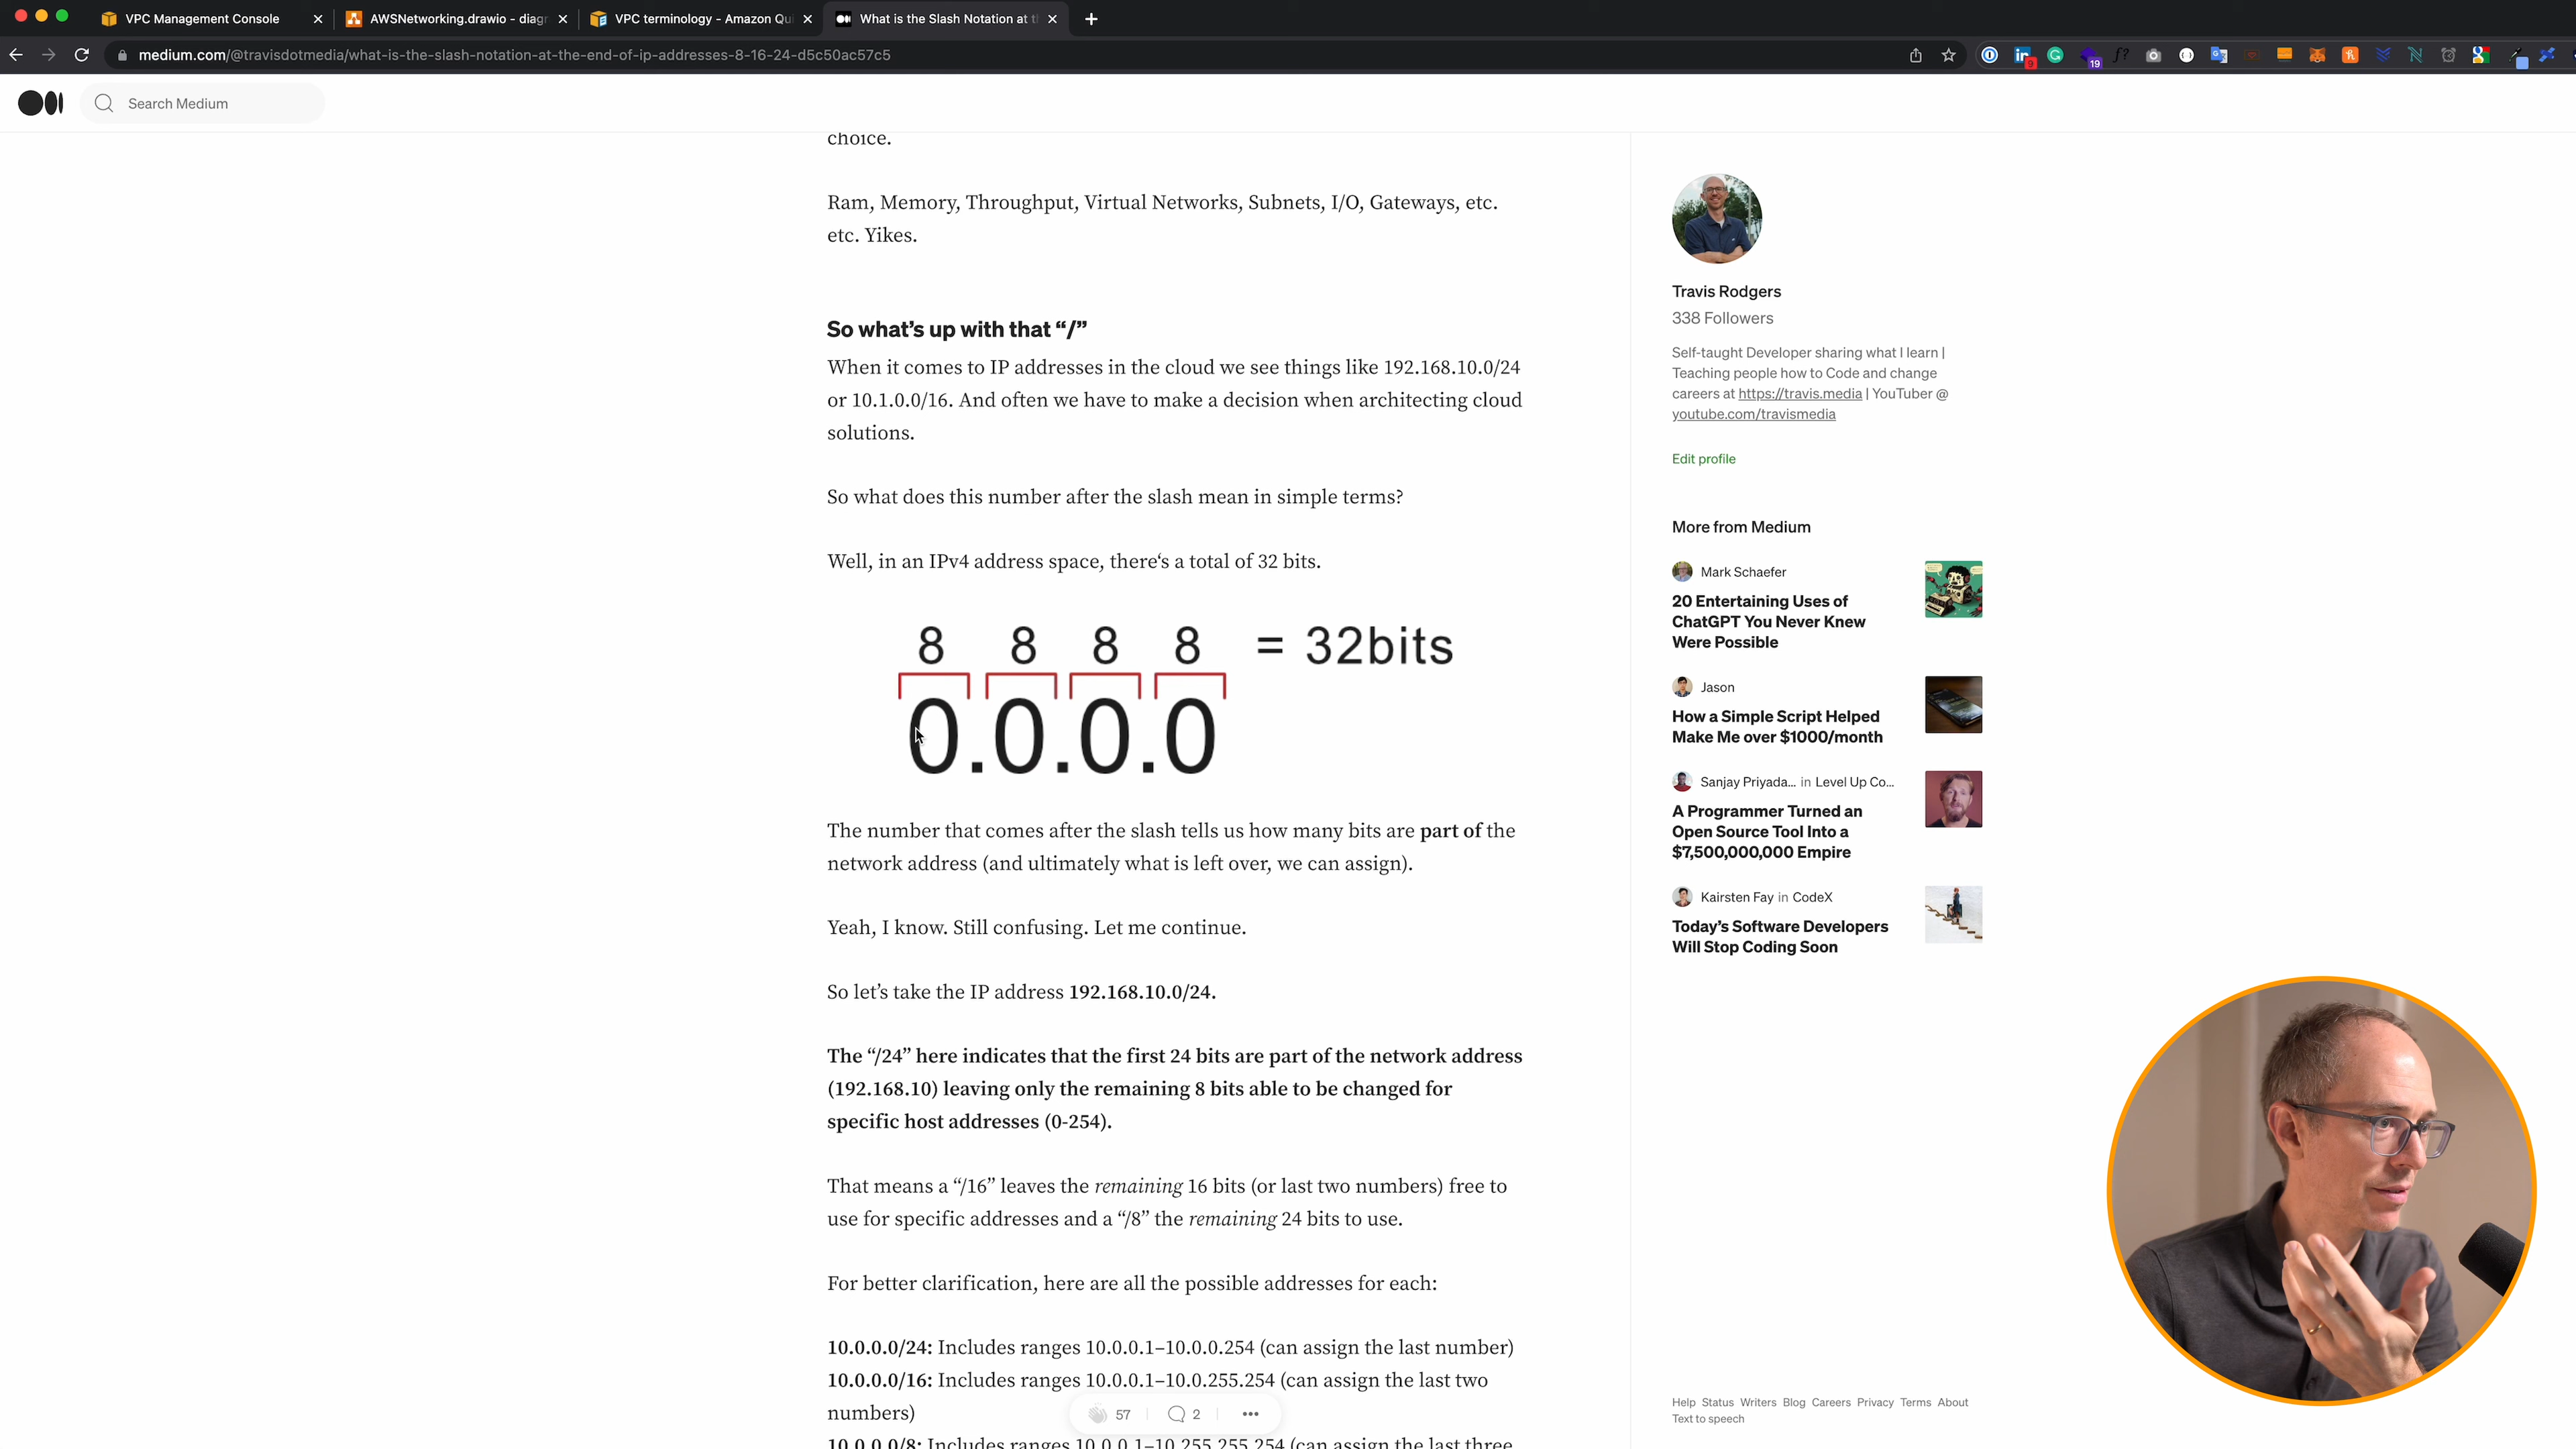 VPC Management Console
AWSNetworking.drawio - diag
VPC terminology - Amazon Qui
What is the Slash Notation at t
medium.com/@travisdotmedia/what-is-the-slash-notation-at-the-end-of-ip-addresses-8-16-24-d5c50ac57c5
9
19
Search Medium
choice.
Ram, Memory, Throughput, Virtual Networks, Subnets, I/O, Gateways, etc.
etc. Yikes.
So what’s up with that “/”
When it comes to IP addresses in the cloud we see things like 192.168.10.0/24
or 10.1.0.0/16. And often we have to make a decision when architecting cloud
solutions.
So what does this number after the slash mean in simple terms?
Well, in an IPv4 address space, there‘s a total of 32 bits.
8 8 8 8 = 32bits
0.0.0.0
The number that comes after the slash tells us how many bits are part of the
network address (and ultimately what is left over, we can assign).
Yeah, I know. Still confusing. Let me continue.
So let’s take the IP address 192.168.10.0/24.
The “/24” here indicates that the first 24 bits are part of the network address
(192.168.10) leaving only the remaining 8 bits able to be changed for
specific host addresses (0-254).
That means a “/16” leaves the remaining 16 bits (or last two numbers) free to
use for specific addresses and a “/8” the remaining 24 bits to use.
For better clarification, here are all the possible addresses for each:
10.0.0.0/24: Includes ranges 10.0.0.1–10.0.0.254 (can assign the last number)
10.0.0.0/16: Includes ranges 10.0.0.1–10.0.255.254 (can assign the last two
numbers)
10.0.0.0/8: Includes ranges 10.0.0.1–10.255.255.254 (can assign the last three
57
2
Travis Rodgers
338 Followers
Self-taught Developer sharing what I learn |
Teaching people how to Code and change
careers at https://travis.media | YouTuber @
youtube.com/travismedia
Edit profile
More from Medium
Mark Schaefer
20 Entertaining Uses of
ChatGPT You Never Knew
Were Possible
Jason
How a Simple Script Helped
Make Me over $1000/month
Sanjay Priyada... in Level Up Co...
A Programmer Turned an
Open Source Tool Into a
$7,500,000,000 Empire
Kairsten Fay in CodeX
Today’s Software Developers
Will Stop Coding Soon
Help Status Writers Blog Careers Privacy Terms About
Text to speech